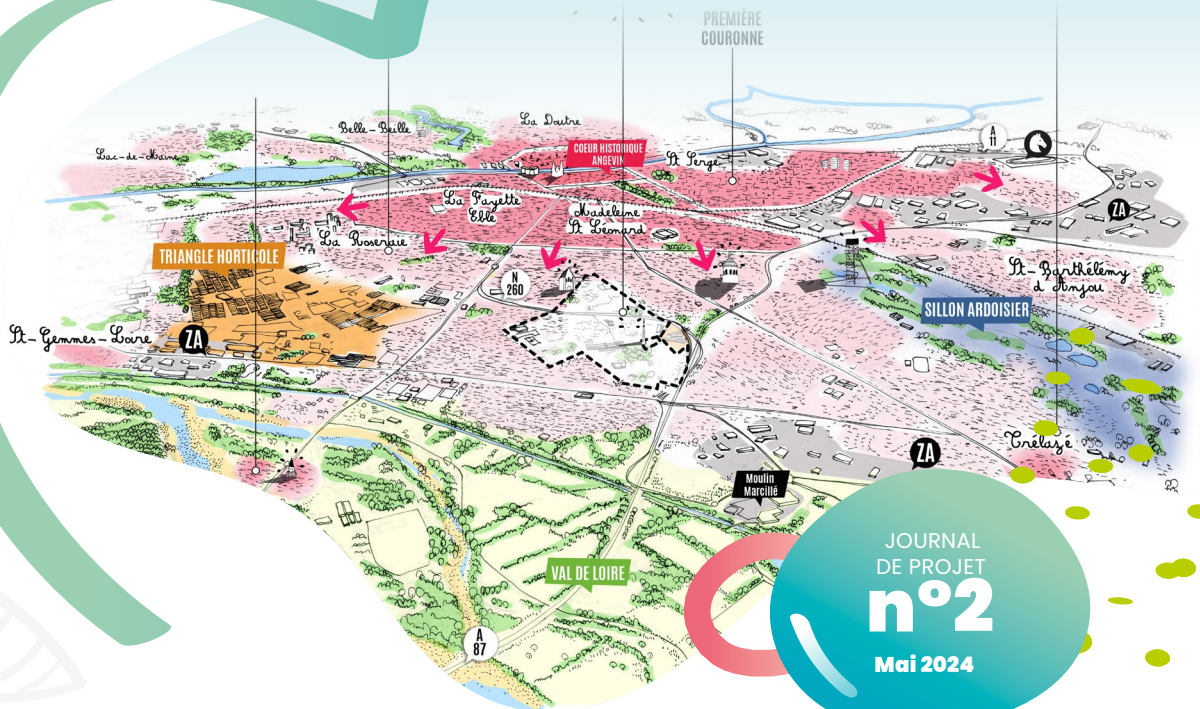 PREMIÈRE
COURONNE
Belle-Beille
La Doutre
Lac-de-Maine
COEUR HISTORIQUE
ANGEVIN
St Serge
A
11
ZA
La Fayette
Eblé
Madeleine
St Léonard
La Roseraie
TRIANGLE HORTICOLE
N
260
St-Barthélémy
d'Anjou
SILLON ARDOISIER
St-Gemmes-Loire
ZA
Trélazé
ZA
Moulin
Marcillé
VAL DE LOIRE
A
87
JOURNAL
DE PROJET
n°2
Mai 2024